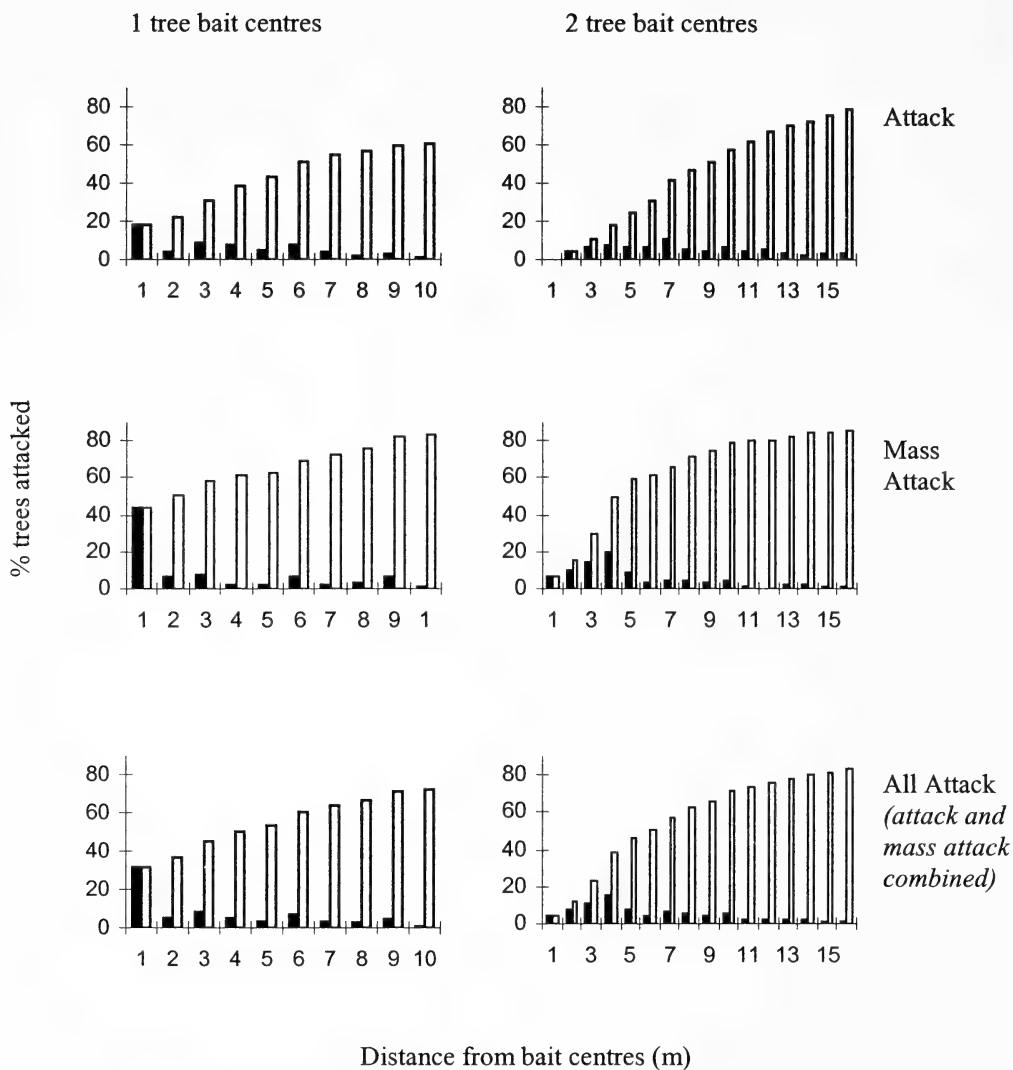 1 tree bait centres
2 tree bait centres
80
60
40
20
0
1 2 3 4 5 6 7 8 9 10
80
60
40
20
0
1 3 5 7 9 11 13 15
Attack
% trees attacked
80
60
40
20
0
1 2 3 4 5 6 7 8 9 1
80
60
40
20
0
1 3 5 7 9 11 13 15
Mass
Attack
80
60
40
20
0
1 2 3 4 5 6 7 8 9 10
80
60
40
20
0
1 3 5 7 9 11 13 15
All Attack
(attack and
mass attack
combined)
Distance from bait centres (m)